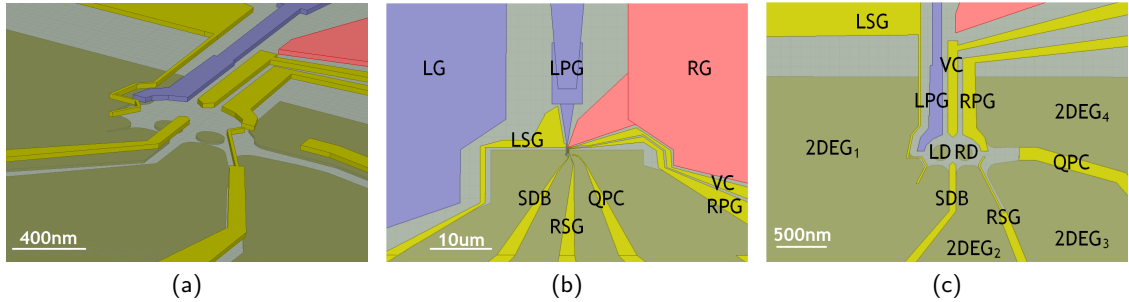 400nm
(a)
LG
LPG
RG
LSG
VC
RPG
SDB
QPC
RSG
10um
(b)
LSG
VC
LPG
RPG
2DEG₄
2DEG₁
LD
RD
QPC
SDB
RSG
2DEG₂
2DEG₃
500nm
(c)